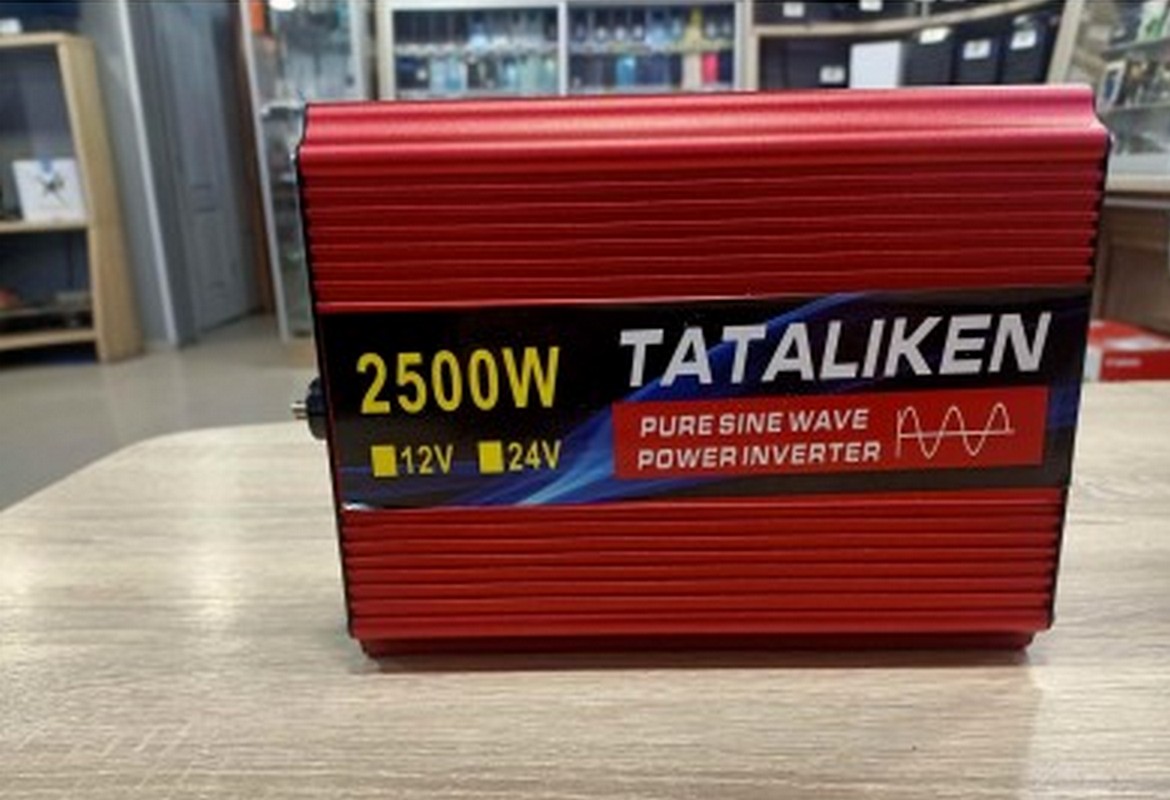 2500W
12V 24V
TATALIKEN
PURE SINE WAVE
POWER INVERTER